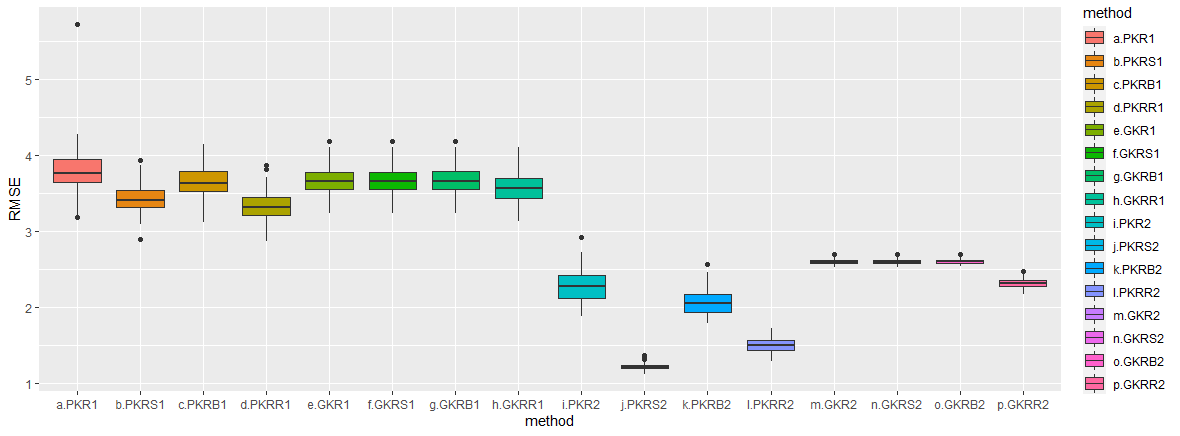 RMSE
5
4
3
2
1
a.PKR1 b.PKRS1 c.PKRB1 d.PKRR1 e.GKR1 f.GKRS1 g.GKRB1 h.GKRR1 i.PKR2 j.PKRS2 k.PKRB2 l.PKRR2 m.GKR2 n.GKRS2 o.GKRB2 p.GKRR2
method
method
a.PKR1
b.PKRS1
c.PKRB1
d.PKRR1
e.GKR1
f.GKRS1
g.GKRB1
h.GKRR1
i.PKR2
j.PKRS2
k.PKRB2
l.PKRR2
m.GKR2
n.GKRS2
o.GKRB2
p.GKRR2